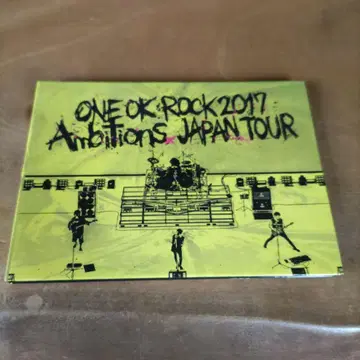 ONE OK ROCK 2017
Ambitions JAPAN TOUR